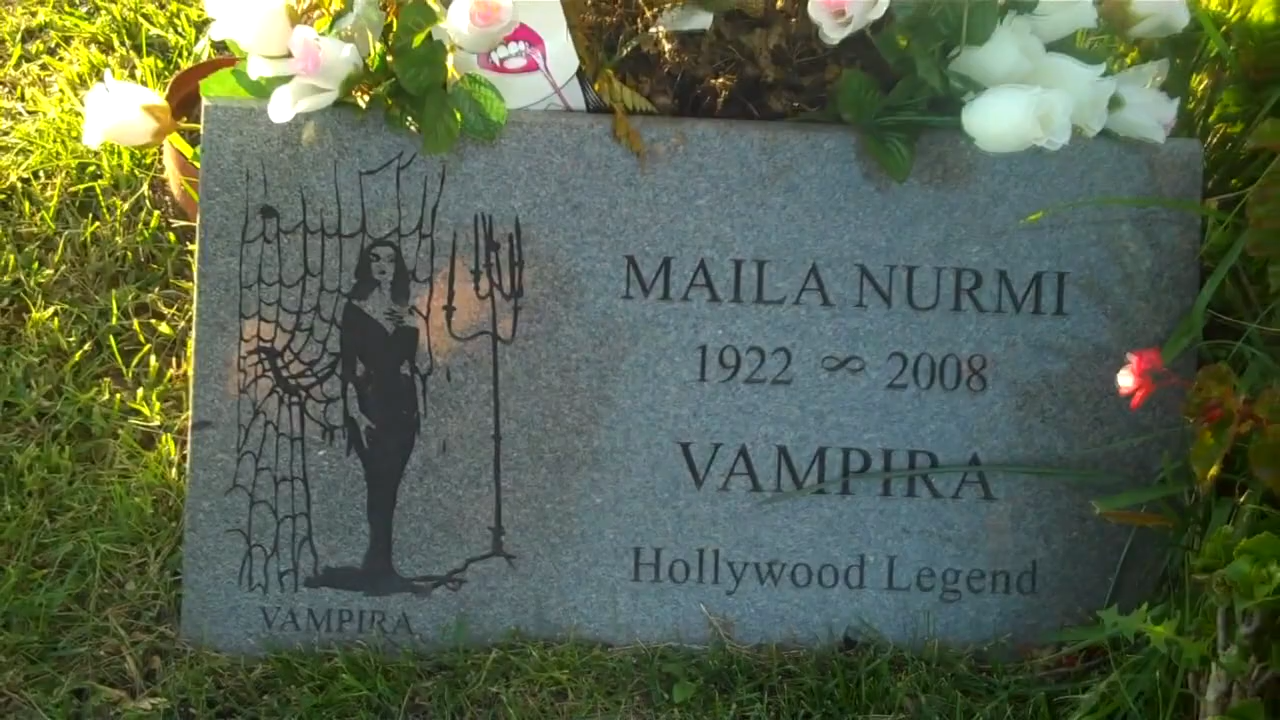 MAILA NURMI
1922 ∞ 2008
VAMPIRA
Hollywood Legend
VAMPIRA